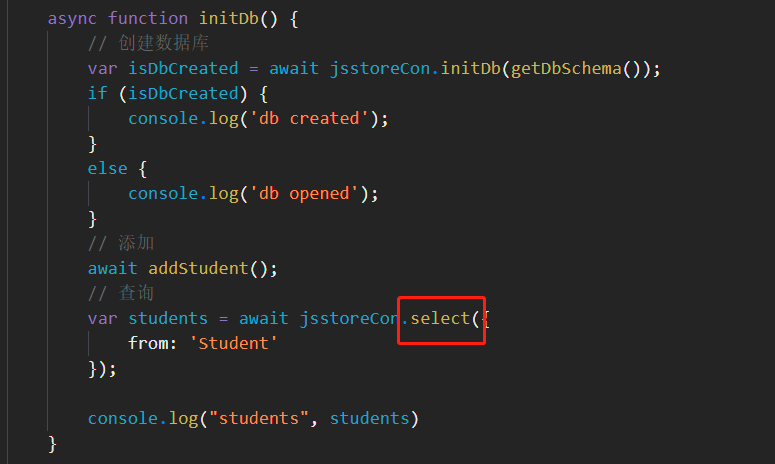 async function initDb() {
// 创建数据库
var isDbCreated = await jsstoreCon.initDb(getDbSchema());
if (isDbCreated) {
console.log('db created');
}
else {
console.log('db opened');
}
// 添加
await addStudent();
// 查询
var students = await jsstoreCon.select({
from: 'Student'
});
console.log("students", students)
}